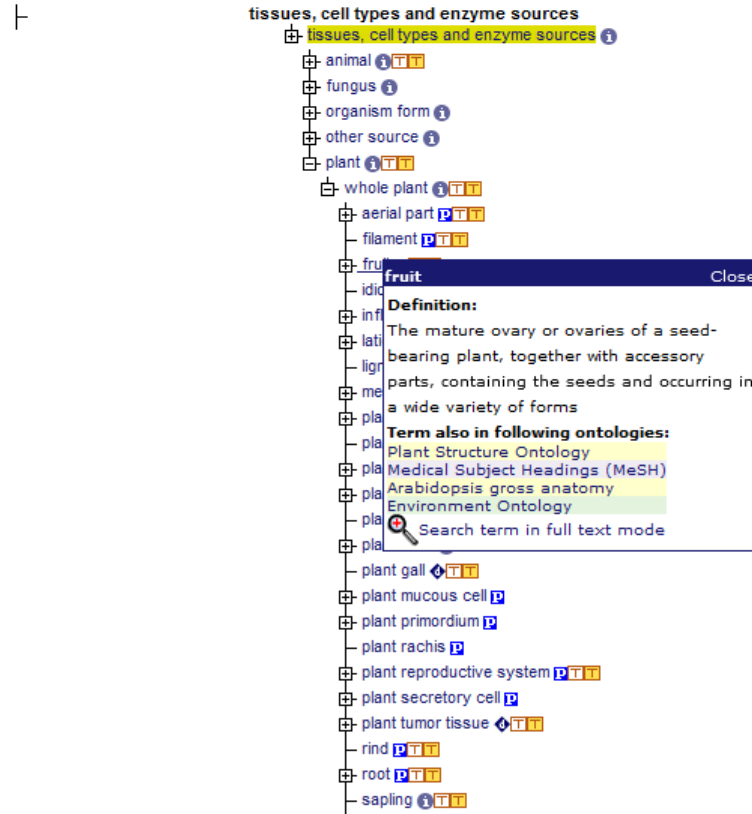 tissues, cell types and enzyme sources
tissues, cell types and enzyme sources
animal
fungus
organism form
other source
plant
whole plant
aerial part
filament
fruit Close
Definition:
The mature ovary or ovaries of a seed-
bearing plant, together with accessory
parts, containing the seeds and occurring in
a wide variety of forms
Term also in following ontologies:
Plant Structure Ontology
Medical Subject Headings (MeSH)
Arabidopsis gross anatomy
Environment Ontology
Search term in full text mode
plant gall
plant mucous cell
plant primordium
plant rachis
plant reproductive system
plant secretory cell
plant tumor tissue
rind
root
sapling